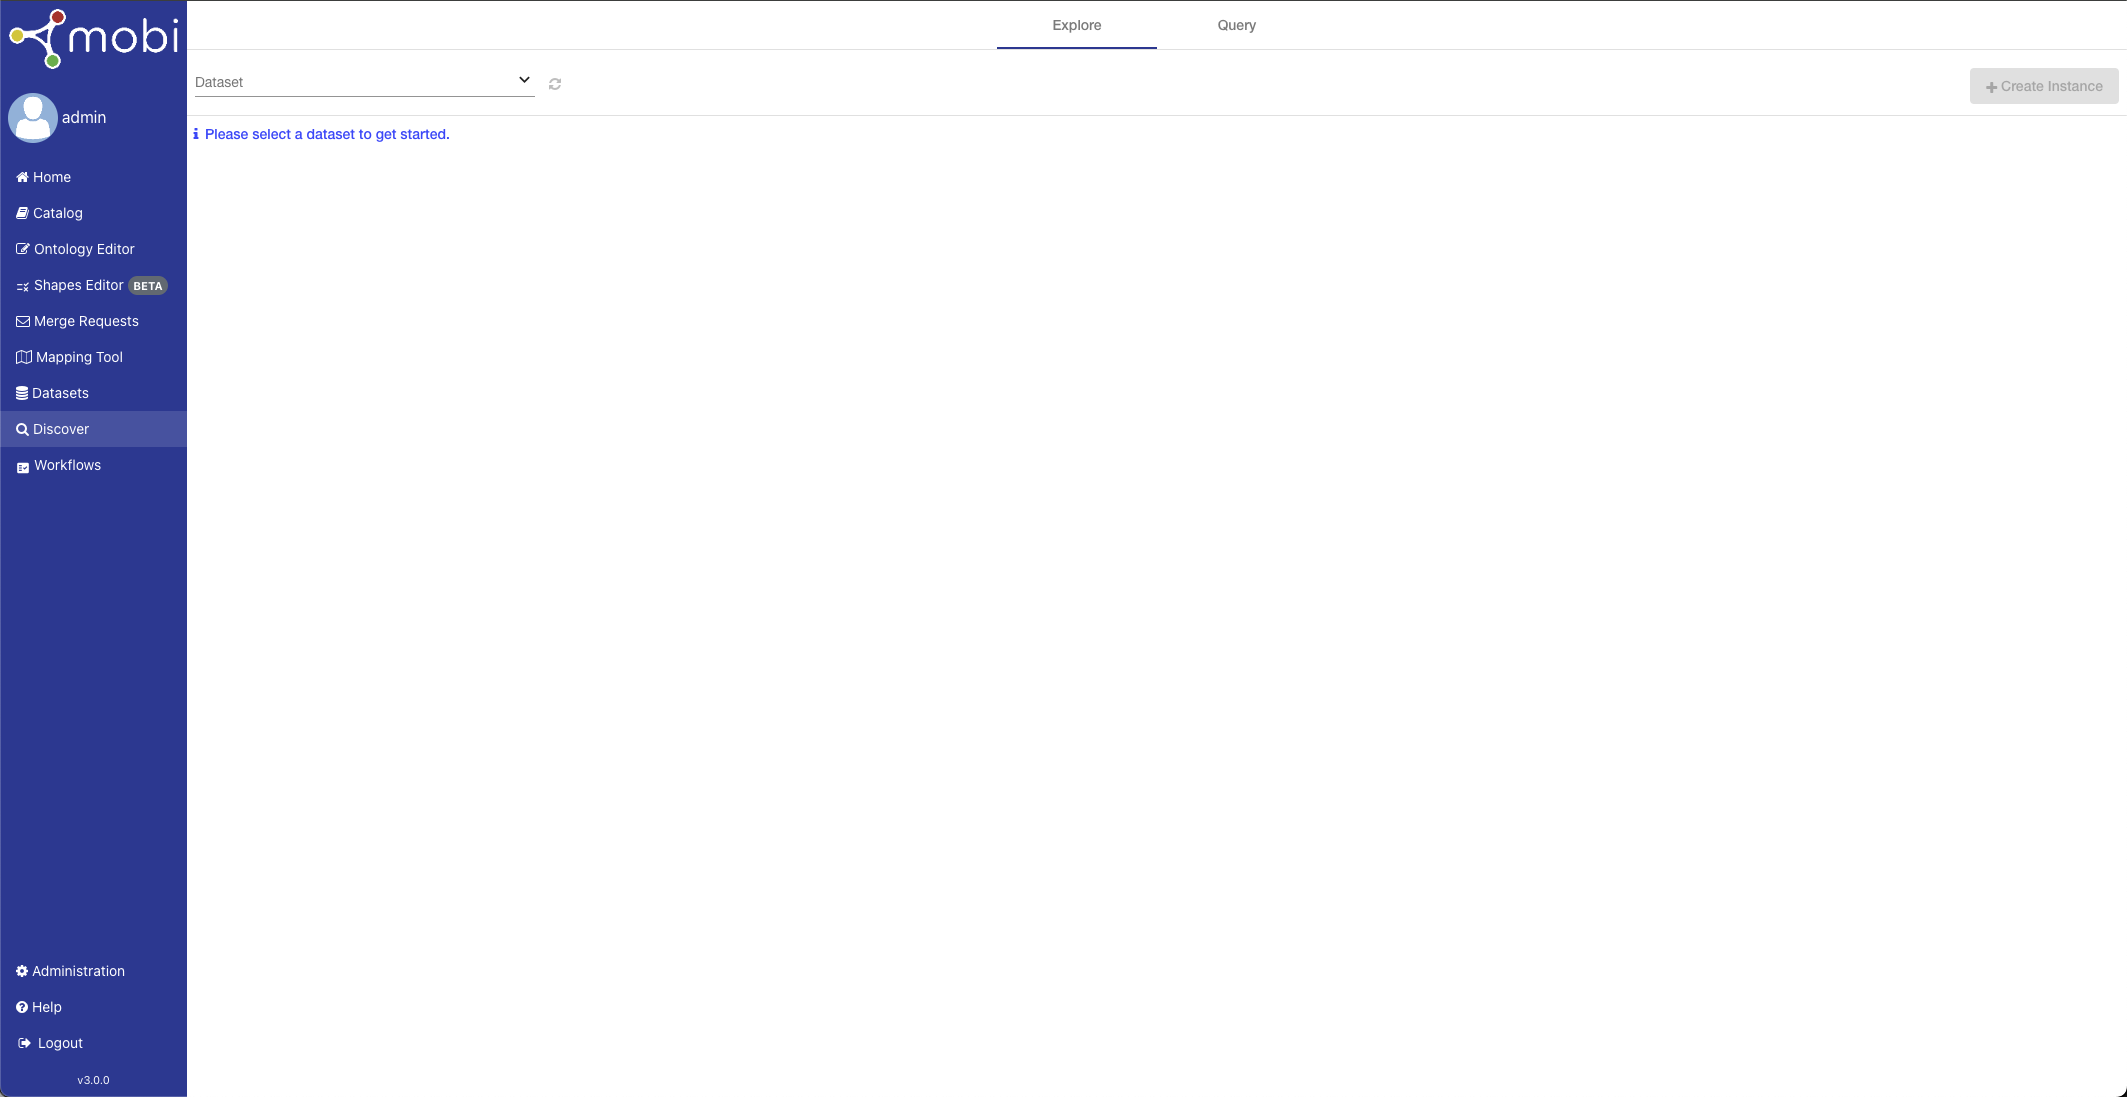 mobi
admin
Home
Catalog
Ontology Editor
Shapes Editor BETA
Merge Requests
Mapping Tool
Datasets
Discover
Workflows
Administration
Help
Logout
v3.0.0
Explore Query
Dataset
Create Instance
Please select a dataset to get started.